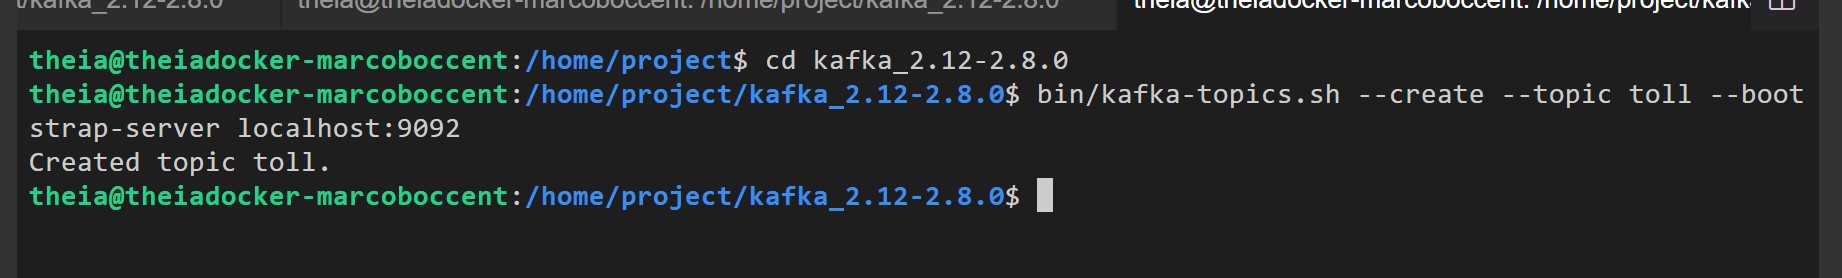 /kafka_2.12-2.8.0 theia@theiadocker-marcoboccent: /home/project/kafka_2.12-2.8.0 theia@theiadocker-marcoboccent: /home/project/kafk
theia@theiadocker-marcoboccent:/home/project$ cd kafka_2.12-2.8.0
theia@theiadocker-marcoboccent:/home/project/kafka_2.12-2.8.0$ bin/kafka-topics.sh --create --topic toll --boot
strap-server localhost:9092
Created topic toll.
theia@theiadocker-marcoboccent:/home/project/kafka_2.12-2.8.0$